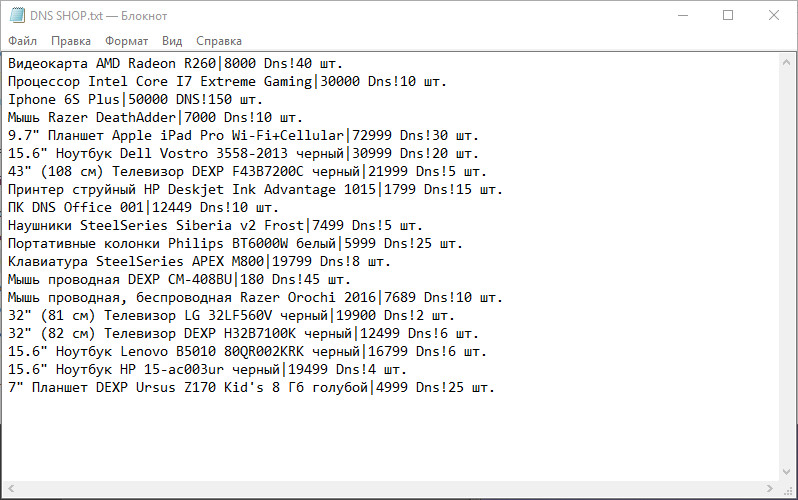 DNS SHOP.txt — Блокнот
Файл Правка Формат Вид Справка
Видеокарта AMD Radeon R260|8000 Dns!40 шт.
Процессор Intel Core I7 Extreme Gaming|30000 Dns!10 шт.
Iphone 6S Plus|50000 DNS!150 шт.
Мышь Razer DeathAdder|7000 Dns!10 шт.
9.7" Планшет Apple iPad Pro Wi-Fi+Cellular|72999 Dns!30 шт.
15.6" Ноутбук Dell Vostro 3558-2013 черный|30999 Dns!20 шт.
43" (108 см) Телевизор DEXP F43B7200C черный|21999 Dns!5 шт.
Принтер струйный HP Deskjet Ink Advantage 1015|1799 Dns!15 шт.
ПК DNS Office 001|12449 Dns!10 шт.
Наушники SteelSeries Siberia v2 Frost|7499 Dns!5 шт.
Портативные колонки Philips BT6000W белый|5999 Dns!25 шт.
Клавиатура SteelSeries APEX M800|19799 Dns!8 шт.
Мышь проводная DEXP CM-408BU|180 Dns!45 шт.
Мышь проводная, беспроводная Razer Orochi 2016|7689 Dns!10 шт.
32" (81 см) Телевизор LG 32LF560V черный|19900 Dns!2 шт.
32" (82 см) Телевизор DEXP H32B7100K черный|12499 Dns!6 шт.
15.6" Ноутбук Lenovo B5010 80QR002KRK черный|16799 Dns!6 шт.
15.6" Ноутбук HP 15-ac003ur черный|19499 Dns!4 шт.
7" Планшет DEXP Ursus Z170 Kid's 8 Гб голубой|4999 Dns!25 шт.